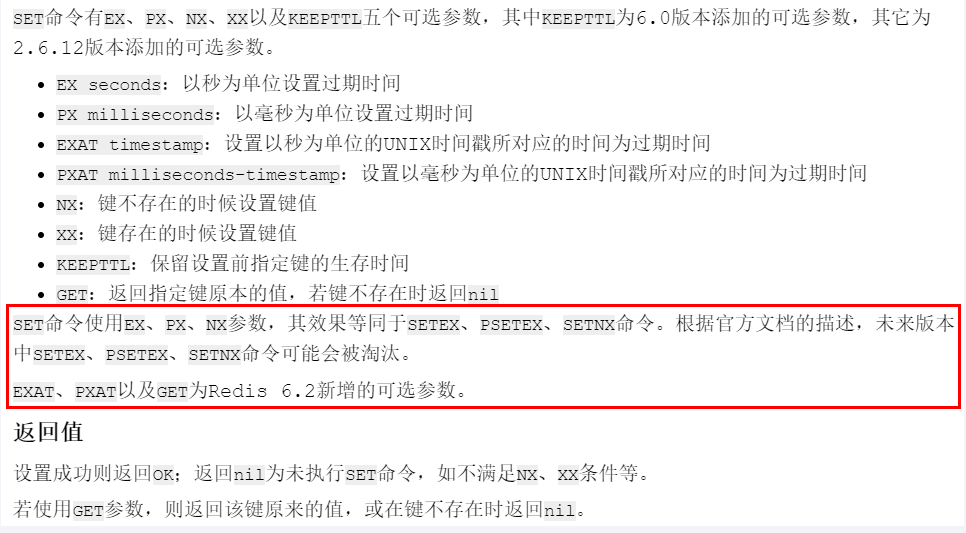 SET命令有EX、PX、NX、XX以及KEEPTTL五个可选参数，其中KEEPTTL为6.0版本添加的可选参数，其它为
2.6.12版本添加的可选参数。
• EX seconds：以秒为单位设置过期时间
• PX milliseconds：以毫秒为单位设置过期时间
• EXAT timestamp：设置以秒为单位的UNIX时间戳所对应的时间为过期时间
• PXAT milliseconds-timestamp：设置以毫秒为单位的UNIX时间戳所对应的时间为过期时间
• NX：键不存在的时候设置键值
• XX：键存在的时候设置键值
• KEEPTTL：保留设置前指定键的生存时间
• GET：返回指定键原本的值，若键不存在时返回nil
SET命令使用EX、PX、NX参数，其效果等同于SETEX、PSETEX、SETNX命令。根据官方文档的描述，未来版本
中SETEX、PSETEX、SETNX命令可能会被淘汰。
EXAT、PXAT以及GET为Redis 6.2新增的可选参数。
返回值
设置成功则返回OK；返回nil为未执行SET命令，如不满足NX、XX条件等。
若使用GET参数，则返回该键原来的值，或在键不存在时返回nil。